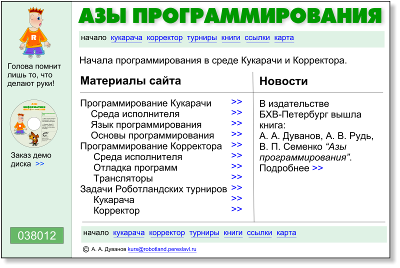 АЗЫ ПРОГРАММИРОВАНИЯ
начало кукарача корректор турниры книги ссылки карта
R
Голова помнит
лишь то, что
делают руки!
Заказ демо
диска >>
038012
Начала программирования в среде Кукарачи и Корректора.
Материалы сайта
Программирование Кукарачи >>
Среда исполнителя >>
Язык программирования >>
Основы программирования >>
Программирование Корректора >>
Среда исполнителя >>
Отладка программ >>
Трансляторы >>
Задачи Роботландских турниров >>
Кукарача >>
Корректор >>
Новости
В издательстве
БХВ-Петербург вышла
книга:
А. А. Дуванов, А. В. Рудь,
В. П. Семенко “Азы
программирования”.
Подробнее >>
начало кукарача корректор турниры книги ссылки карта
© А. А. Дуванов kurs@robotland.pereslavl.ru